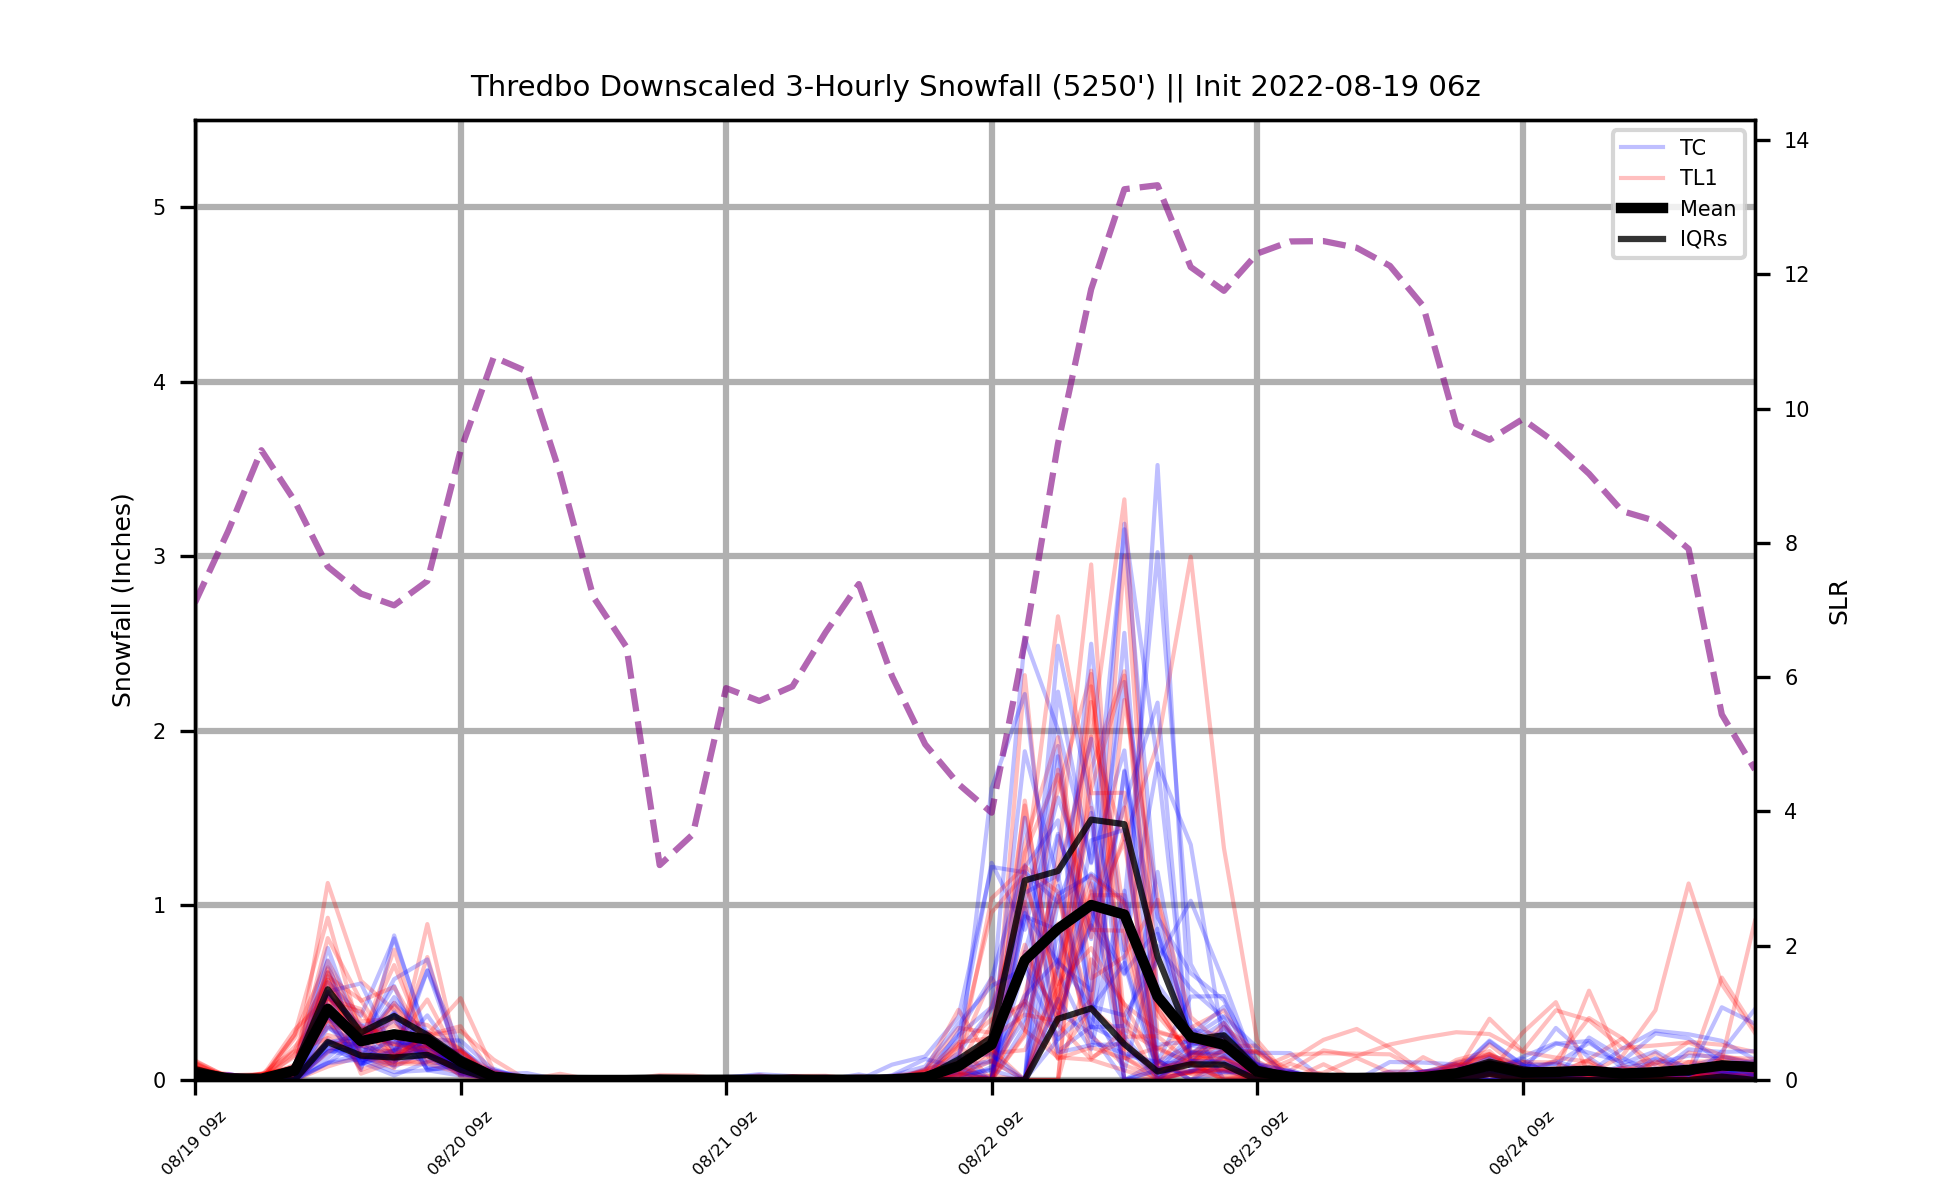 Thredbo Downscaled 3-Hourly Snowfall (5250') || Init 2022-08-19 06z
TC
TL1
Mean
IQRs
Snowfall (Inches)
5
4
3
2
1
0
14
12
10
8
6
4
2
0
SLR
08/19 09z
08/20 09z
08/21 09z
08/22 09z
08/23 09z
08/24 09z